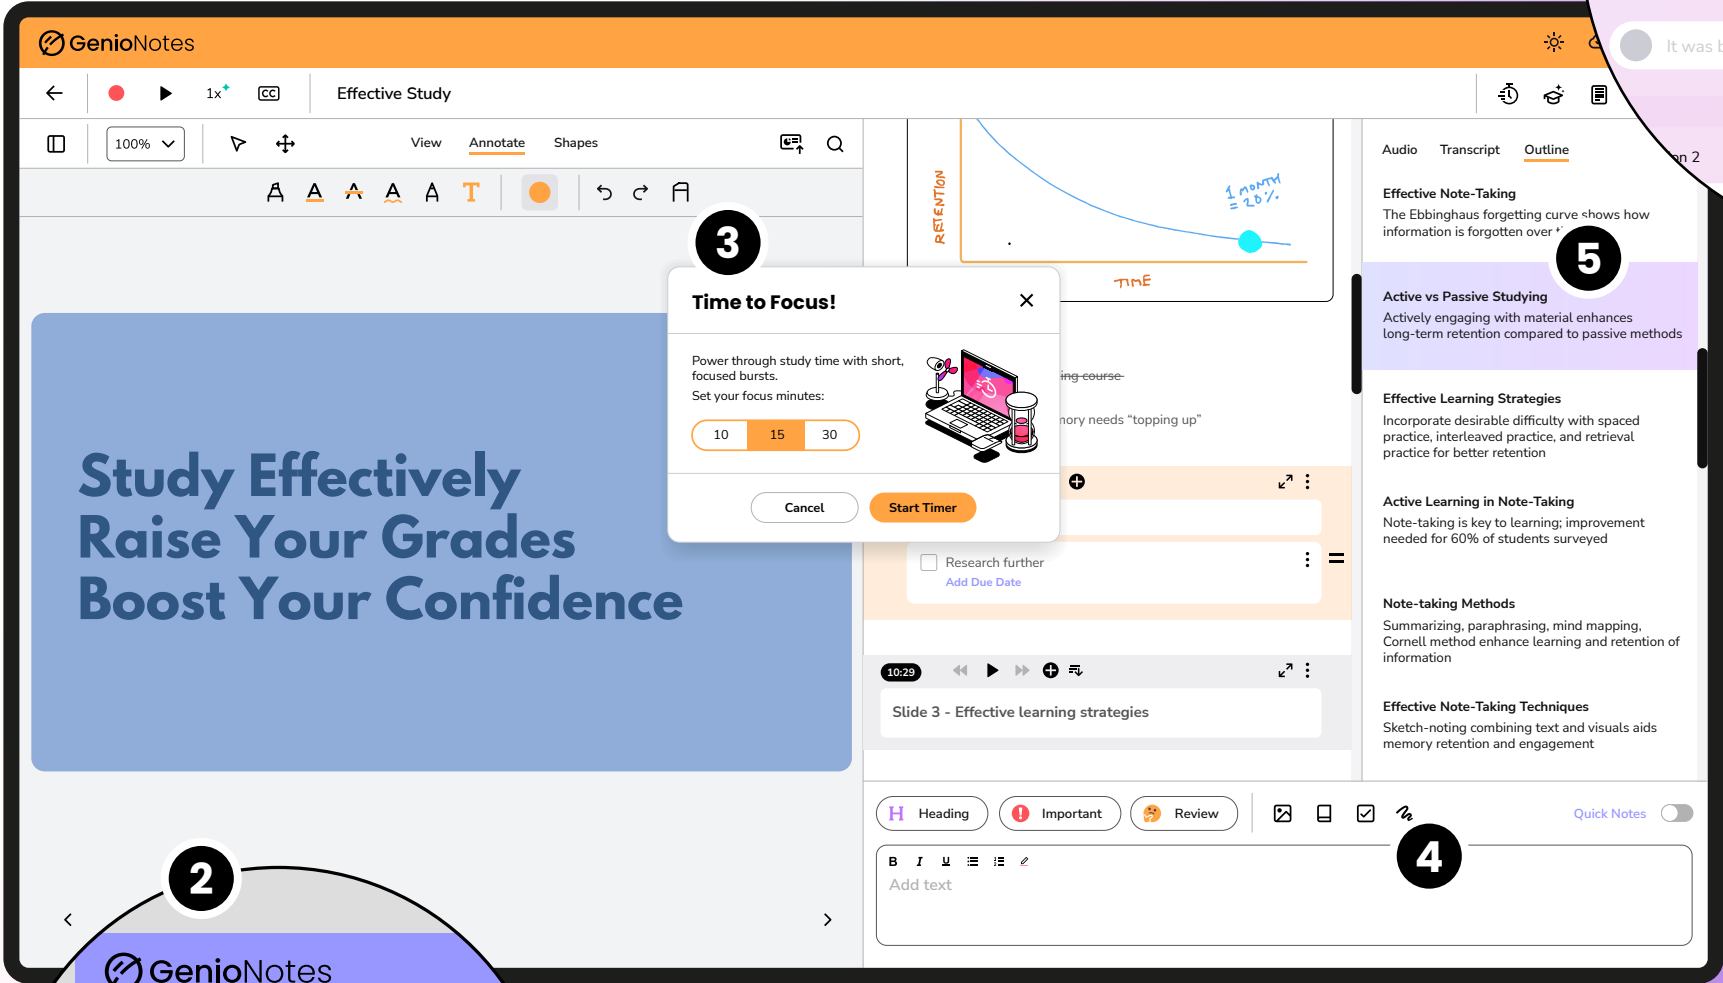 GenioNotes
It was b
1x
CC
Effective Study
100%
View
Annotate
Shapes
T
RETENTION
1 MONTH
= 20%
TIME
Audio
Transcript
Outline
n 2
Effective Note-Taking
The Ebbinghaus forgetting curve shows how
information is forgotten over
Active vs Passive Studying
Actively engaging with material enhances
long-term retention compared to passive methods
Effective Learning Strategies
Incorporate desirable difficulty with spaced
practice, interleaved practice, and retrieval
practice for better retention
Active Learning in Note-Taking
Note-taking is key to learning; improvement
needed for 60% of students surveyed
Note-taking Methods
Summarizing, paraphrasing, mind mapping,
Cornell method enhance learning and retention of
information
Effective Note-Taking Techniques
Sketch-noting combining text and visuals aids
memory retention and engagement
3
5
Time to Focus!
Power through study time with short,
focused bursts.
Set your focus minutes:
10
15
30
Cancel
Start Timer
ing course
mory needs “topping up”
Study Effectively
Raise Your Grades
Boost Your Confidence
Research further
Add Due Date
10:29
Slide 3 - Effective learning strategies
H Heading
Important
Review
Quick Notes
4
B I U
Add text
2
GenioNotes